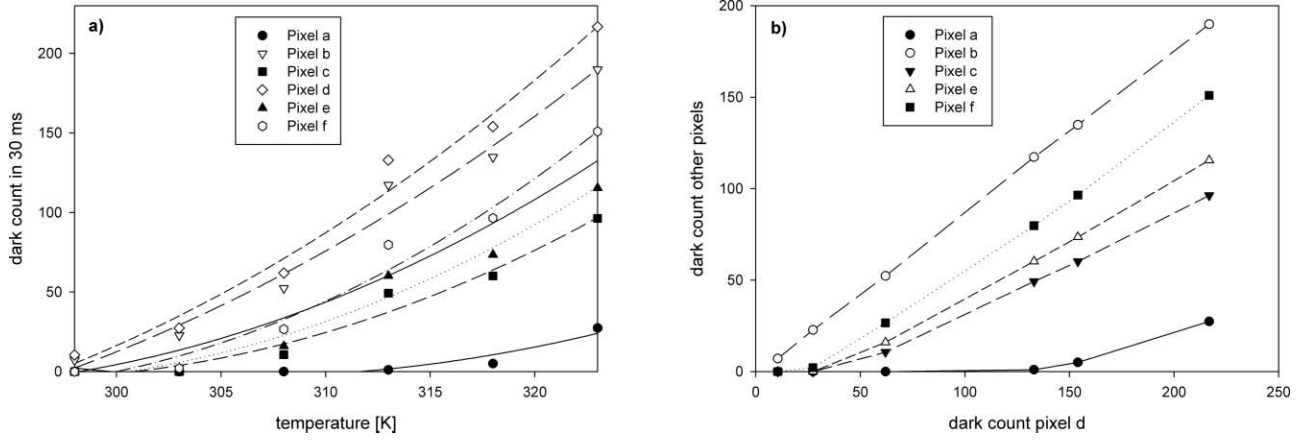 a)
Pixel a
Pixel b
Pixel c
Pixel d
Pixel e
Pixel f
dark count in 30 ms
200
150
100
50
0
300
305
310
315
320
temperature [K]
b)
Pixel a
Pixel b
Pixel c
Pixel e
Pixel f
dark count other pixels
200
150
100
50
0
0
50
100
150
200
250
dark count pixel d